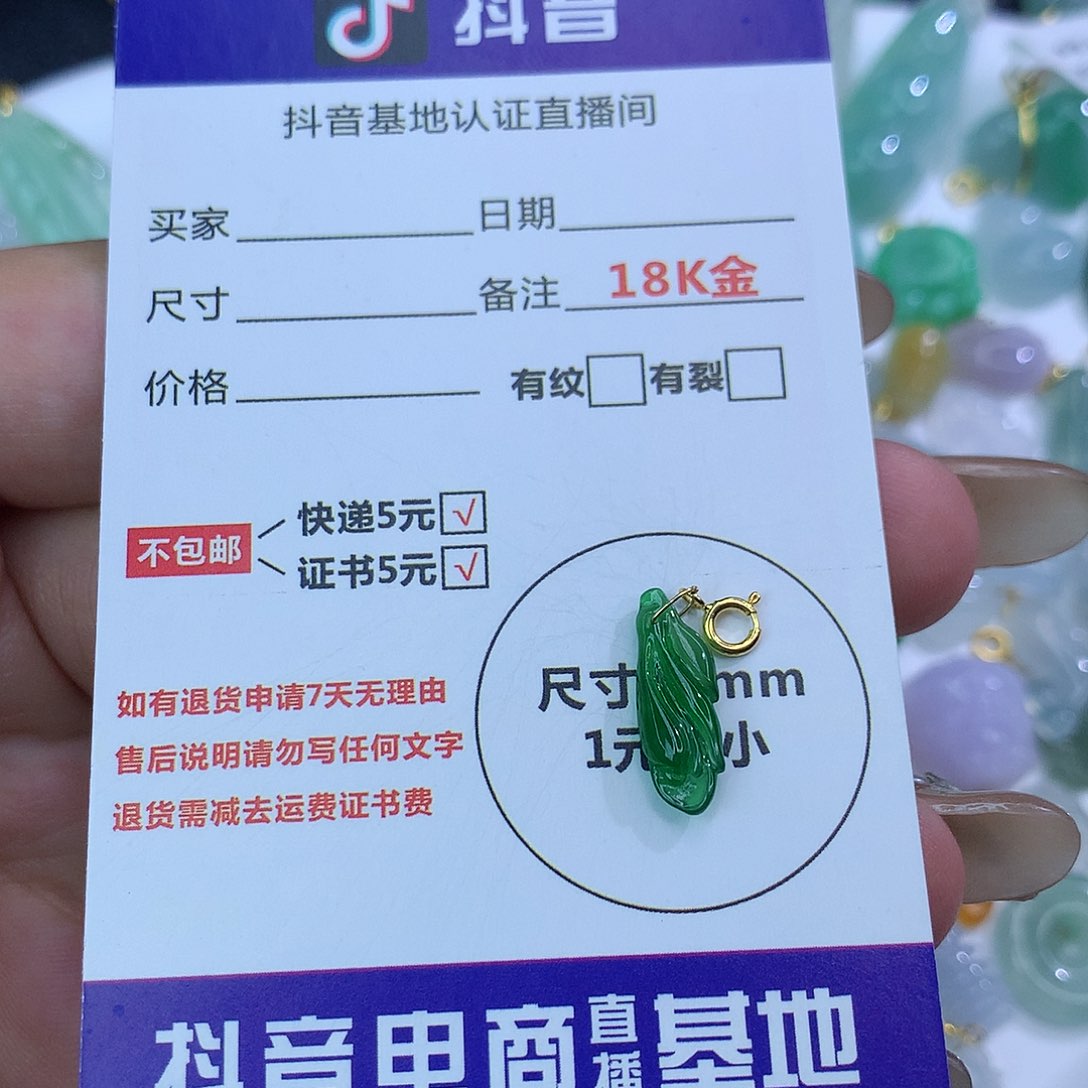 抖音
抖音基地认证直播间
买家 日期
尺寸 备注 18K金
价格 有纹 有裂
快递5元 √
不包邮
证书5元 √
如有退货申请7天无理由
售后说明请勿写任何文字
退货需减去运费证书费
尺寸 mm
1元 小
抖音电商直播基地